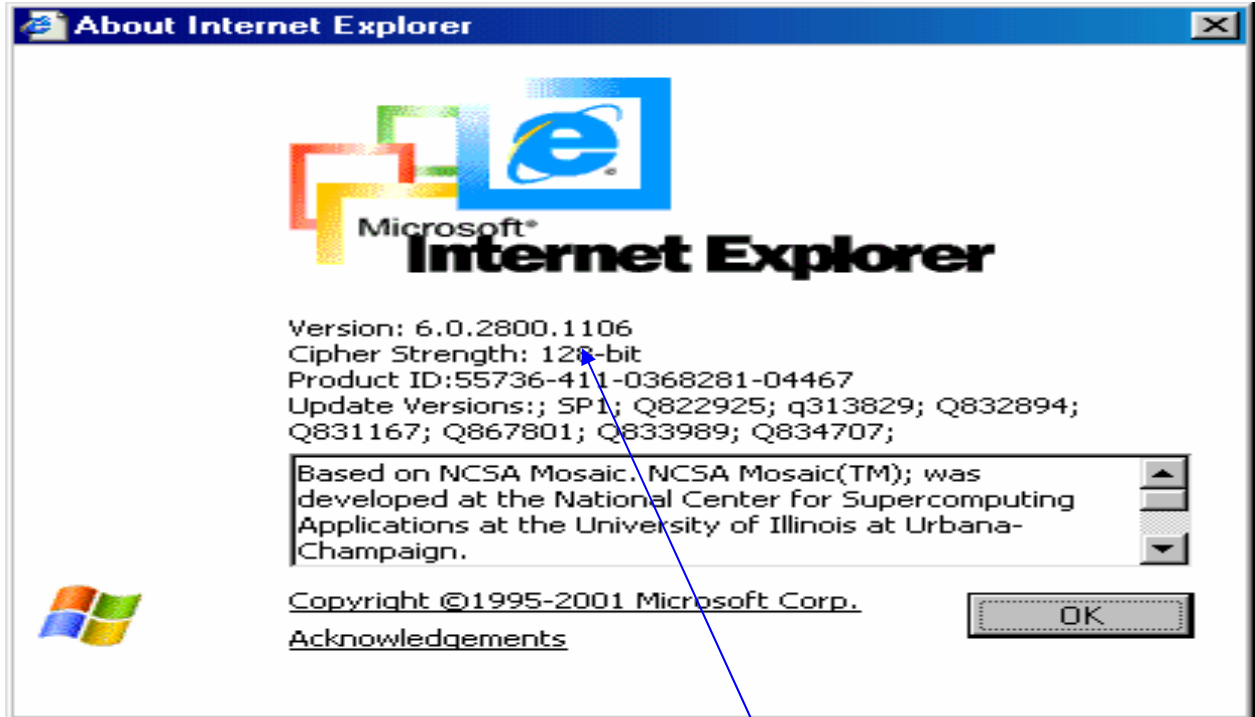 About Internet Explorer
Microsoft®
Internet Explorer
Version: 6.0.2800.1106
Cipher Strength: 128-bit
Product ID:55736-411-0368281-04467
Update Versions:; SP1; Q822925; q313829; Q832894;
Q831167; Q867801; Q833989; Q834707;
Based on NCSA Mosaic. NCSA Mosaic(TM); was
developed at the National Center for Supercomputing
Applications at the University of Illinois at Urbana-
Champaign.
Copyright ©1995-2001 Microsoft Corp.
OK
Acknowledgements